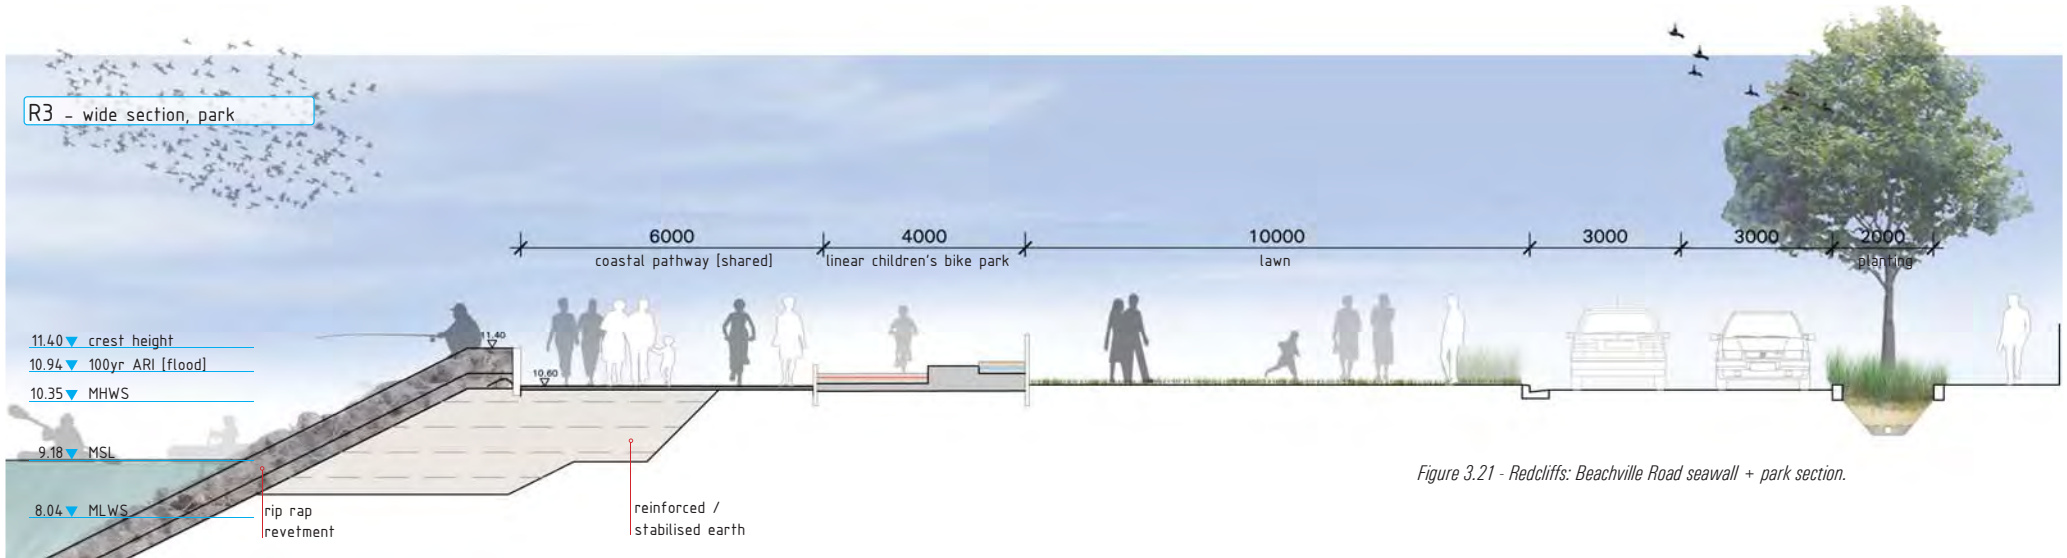 R3 - wide section, park
6000
4000
10000
3000
3000
2000
coastal pathway [shared]
linear children's bike park
lawn
planting
11.40 crest height
10.94 100yr ARI [flood]
10.35 MHWS
9.18 MSL
8.04 MLWS
11.40
10.60
rip rap
revetment
reinforced /
stabilised earth
Figure 3.21 - Redcliffs: Beachville Road seawall + park section.